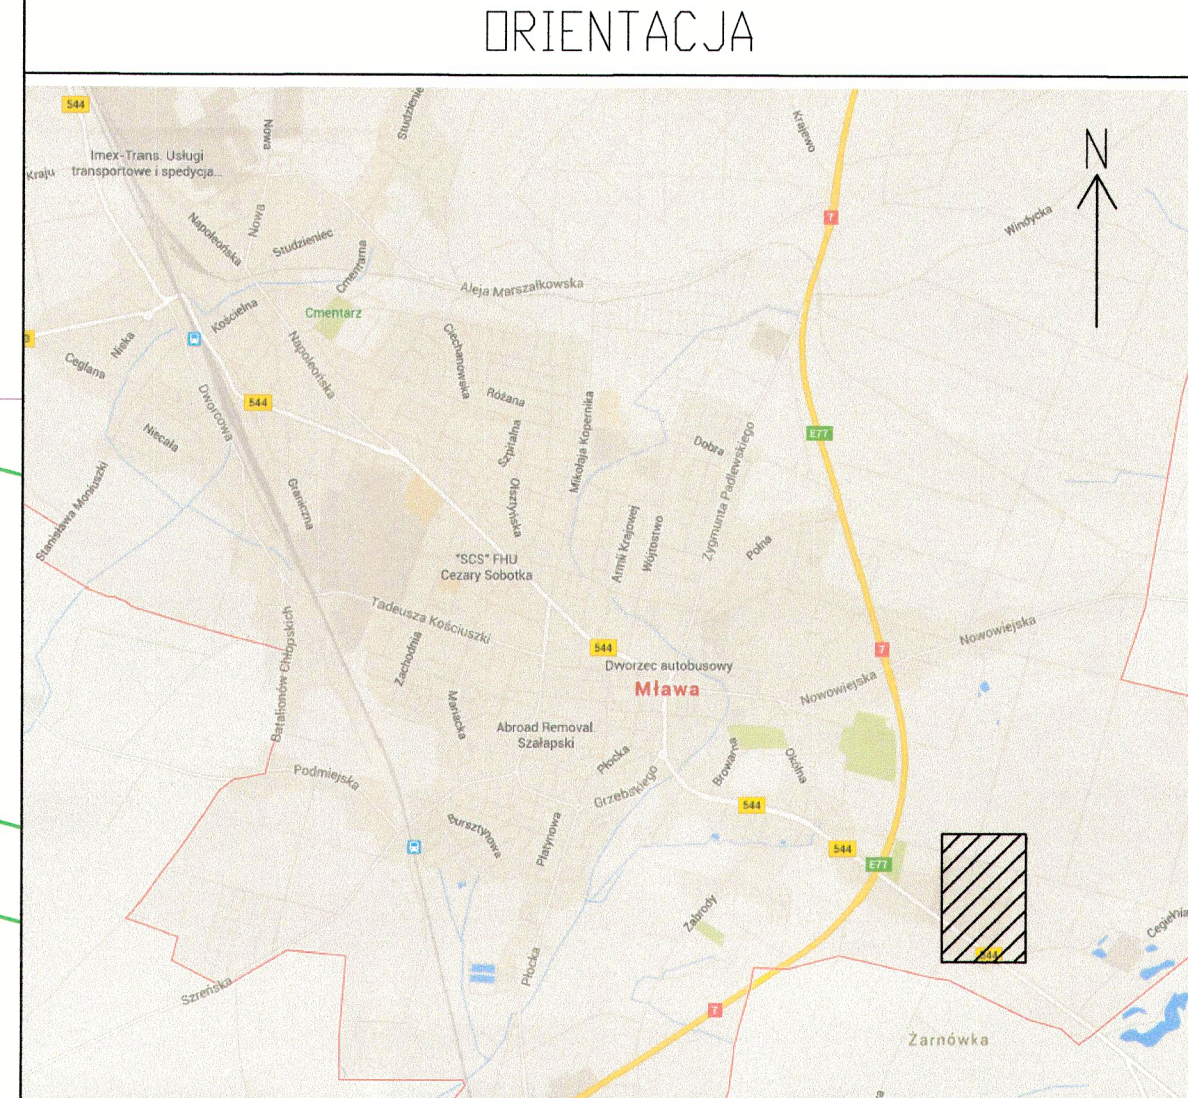 ORIENTACJA
544
Studzienie
Nowa
Krajewo
N
Imex-Trans. Usługi
transportowe i spedycja...
Kraju
7
Windycka
Napoleońska
Nowa
Studzieniec
Cmentarna
Aleja Marszałkowska
Cmentarz
Kościelna
Niska
Ceglana
Napoleońska
Ciechanowska
Różana
544
Dworcowa
Niecała
Szpitalna
Mikołaja Kopernika
E77
Dobra
Zygmunta Padlewskiego
Stanisława Moniuszki
Graniczna
Olsztyńska
Armii Krajowej
Wójtostwo
Polna
"SCS" FHU
Cezary Sobotka
Tadeusza Kościuszki
Nowowiejska
544
7
Dworzec autobusowy
Mława
Zachodnia
Batalionów Chłopskich
Nowowiejska
Mariacka
Abroad Removal.
Szałapski
Płocka
Browarna
Okólna
Podmiejska
Grzebskiego
544
Bursztynowa
Platynowa
544
E77
Zabrody
Cegielnia
544
Płocka
Szreńska
7
Żarnówka